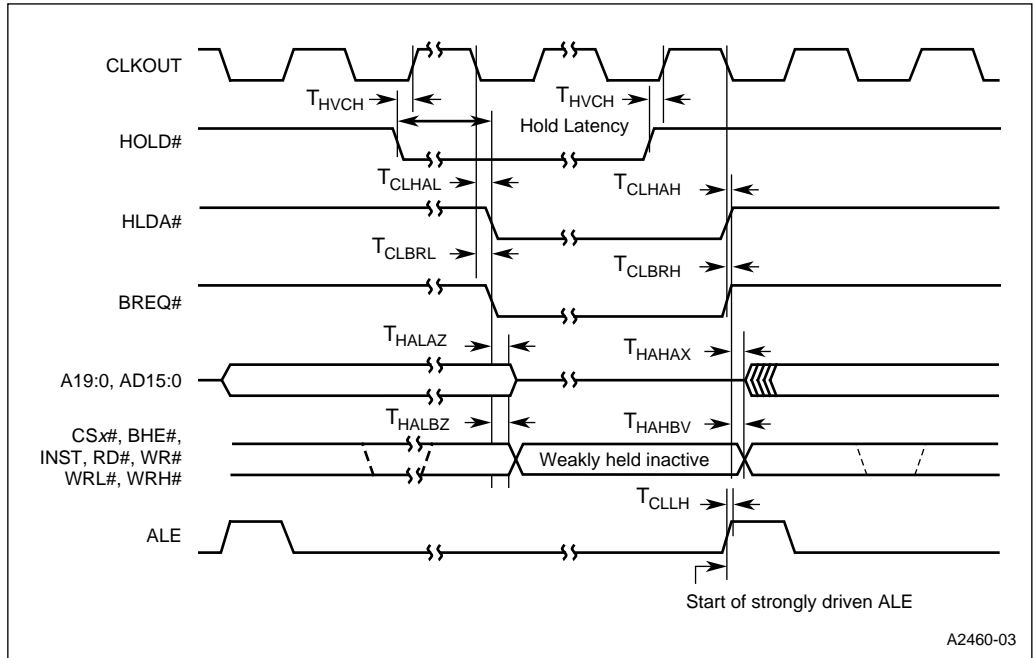 CLKOUT
T_HVCH
T_HVCH
Hold Latency
HOLD#
T_CLHAL
T_CLHAH
HLDA#
T_CLBRL
T_CLBRH
BREQ#
T_HALAZ
T_HAHAX
A19:0, AD15:0
T_HALBZ
T_HAHBV
CSx#, BHE#,
INST, RD#, WR#
WRL#, WRH#
Weakly held inactive
T_CLLH
ALE
Start of strongly driven ALE
A2460-03